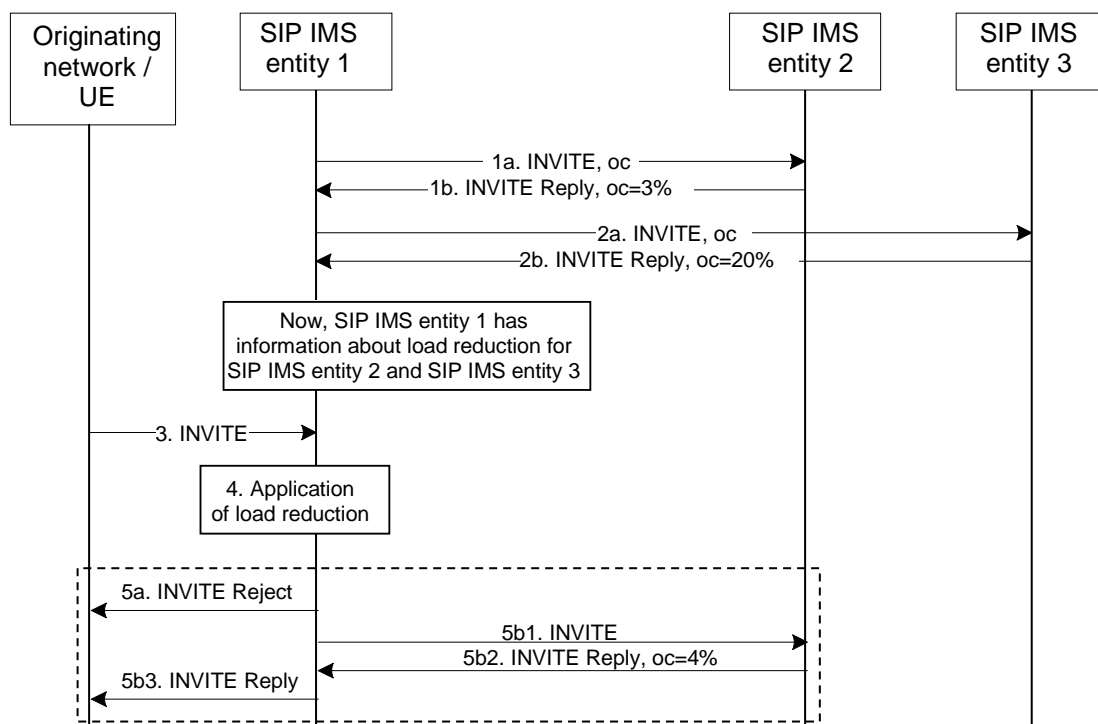 Originating
network /
UE
SIP IMS
entity 1
SIP IMS
entity 2
SIP IMS
entity 3
1a. INVITE, oc
1b. INVITE Reply, oc=3%
2a. INVITE, oc
2b. INVITE Reply, oc=20%
Now, SIP IMS entity 1 has
information about load reduction for
SIP IMS entity 2 and SIP IMS entity 3
3. INVITE
4. Application
of load reduction
5a. INVITE Reject
5b1. INVITE
5b2. INVITE Reply, oc=4%
5b3. INVITE Reply